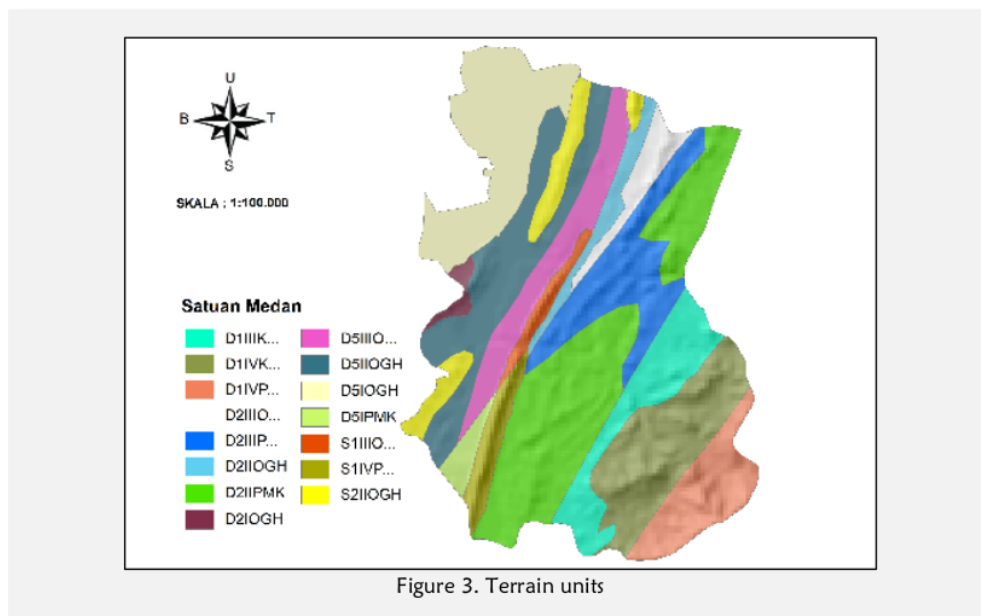 U
B T
S
SKALA : 1:100.000
Satuan Medan
D1IIIK... D5IIIO...
D1IVK... D5IIOGH
D1IVP... D5IOGH
D2IIIO... D5IPMK
D2IIIP... S1IIIO...
D2IIOGH S1IVP...
D2IIPMK S2IIOGH
D2IOGH
Figure 3. Terrain units